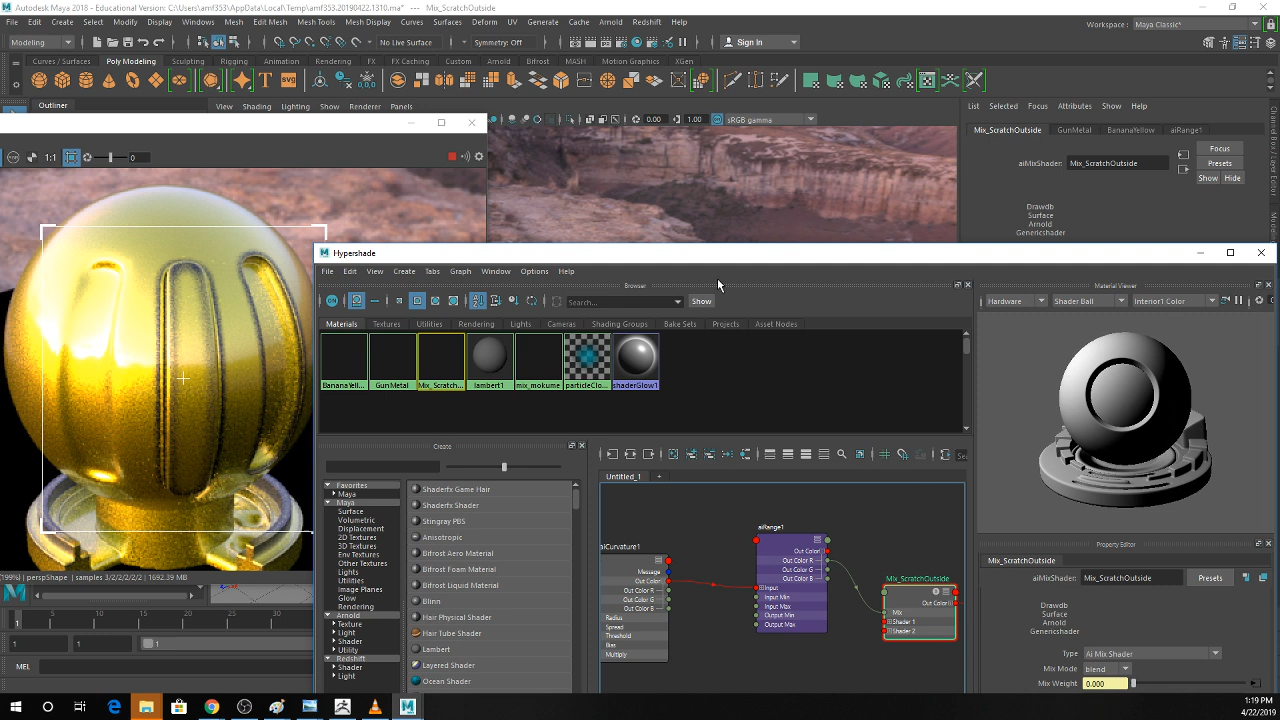 Autodesk Maya 2018 - Educational Version: C:\Users\amf353\AppData\Local\Temp\amf353.20190422.1310.ma* --- Mix_ScratchOutside
File Edit Create Select Modify Display Windows Mesh Edit Mesh Mesh Tools Mesh Display Curves Surfaces Deform UV Generate Cache Arnold Redshift Help
Workspace : Maya Classic*
Modeling No Live Surface Symmetry: Off Sign In
Curves / Surfaces Poly Modeling Sculpting Rigging Animation Rendering FX FX Caching Custom Arnold Bifrost MASH Motion Graphics XGen
Outliner View Shading Lighting Show Renderer Panels
List Selected Focus Attributes Show Help
0.00 1.00 sRGB gamma
Mix_ScratchOutside GunMetal BananaYellow aiRange1
1:1 0
aiMixShader: Mix_ScratchOutside
Focus
Presets
Show Hide
Drawdb
Surface
Arnold
Genericshader
Hypershade
File Edit View Create Tabs Graph Window Options Help
Browser
Search... Show
Materials Textures Utilities Rendering Lights Cameras Shading Groups Bake Sets Projects Asset Nodes
BananaYell... GunMetal Mix_Scratch... lambert1 mix_mokume particleClo... shaderGlow1
Material Viewer
Hardware Shader Ball Interior1 Color
Create
Favorites
Maya
Maya
Surface
Volumetric
Displacement
2D Textures
3D Textures
Env Textures
Other Textures
Lights
Utilities
Image Planes
Glow
Rendering
Arnold
Texture
Light
Shader
Utility
Redshift
Shader
Light
Shaderfx Game Hair
Shaderfx Shader
Stingray PBS
Anisotropic
Bifrost Aero Material
Bifrost Foam Material
Bifrost Liquid Material
Blinn
Hair Physical Shader
Hair Tube Shader
Lambert
Layered Shader
Ocean Shader
Untitled_1 +
aiCurvature1
Message
Out Color
Out Color R
Out Color G
Out Color B
Radius
Spread
Threshold
Bias
Multiply
aiRange1
Out Color
Out Color R
Out Color G
Out Color B
Input
Input Min
Input Max
Output Min
Output Max
Mix_ScratchOutside
Out Color
Mix
Shader 1
Shader 2
Property Editor
Mix_ScratchOutside
aiMixShader: Mix_ScratchOutside Presets
Drawdb
Surface
Arnold
Genericshader
Type Ai Mix Shader
Mix Mode blend
Mix Weight 0.000
(199%) | perspShape | samples 3/2/2/2/2/2 | 1692.39 MB
5 10 15 20 25 30
1 1 1
MEL
1:19 PM
4/22/2019